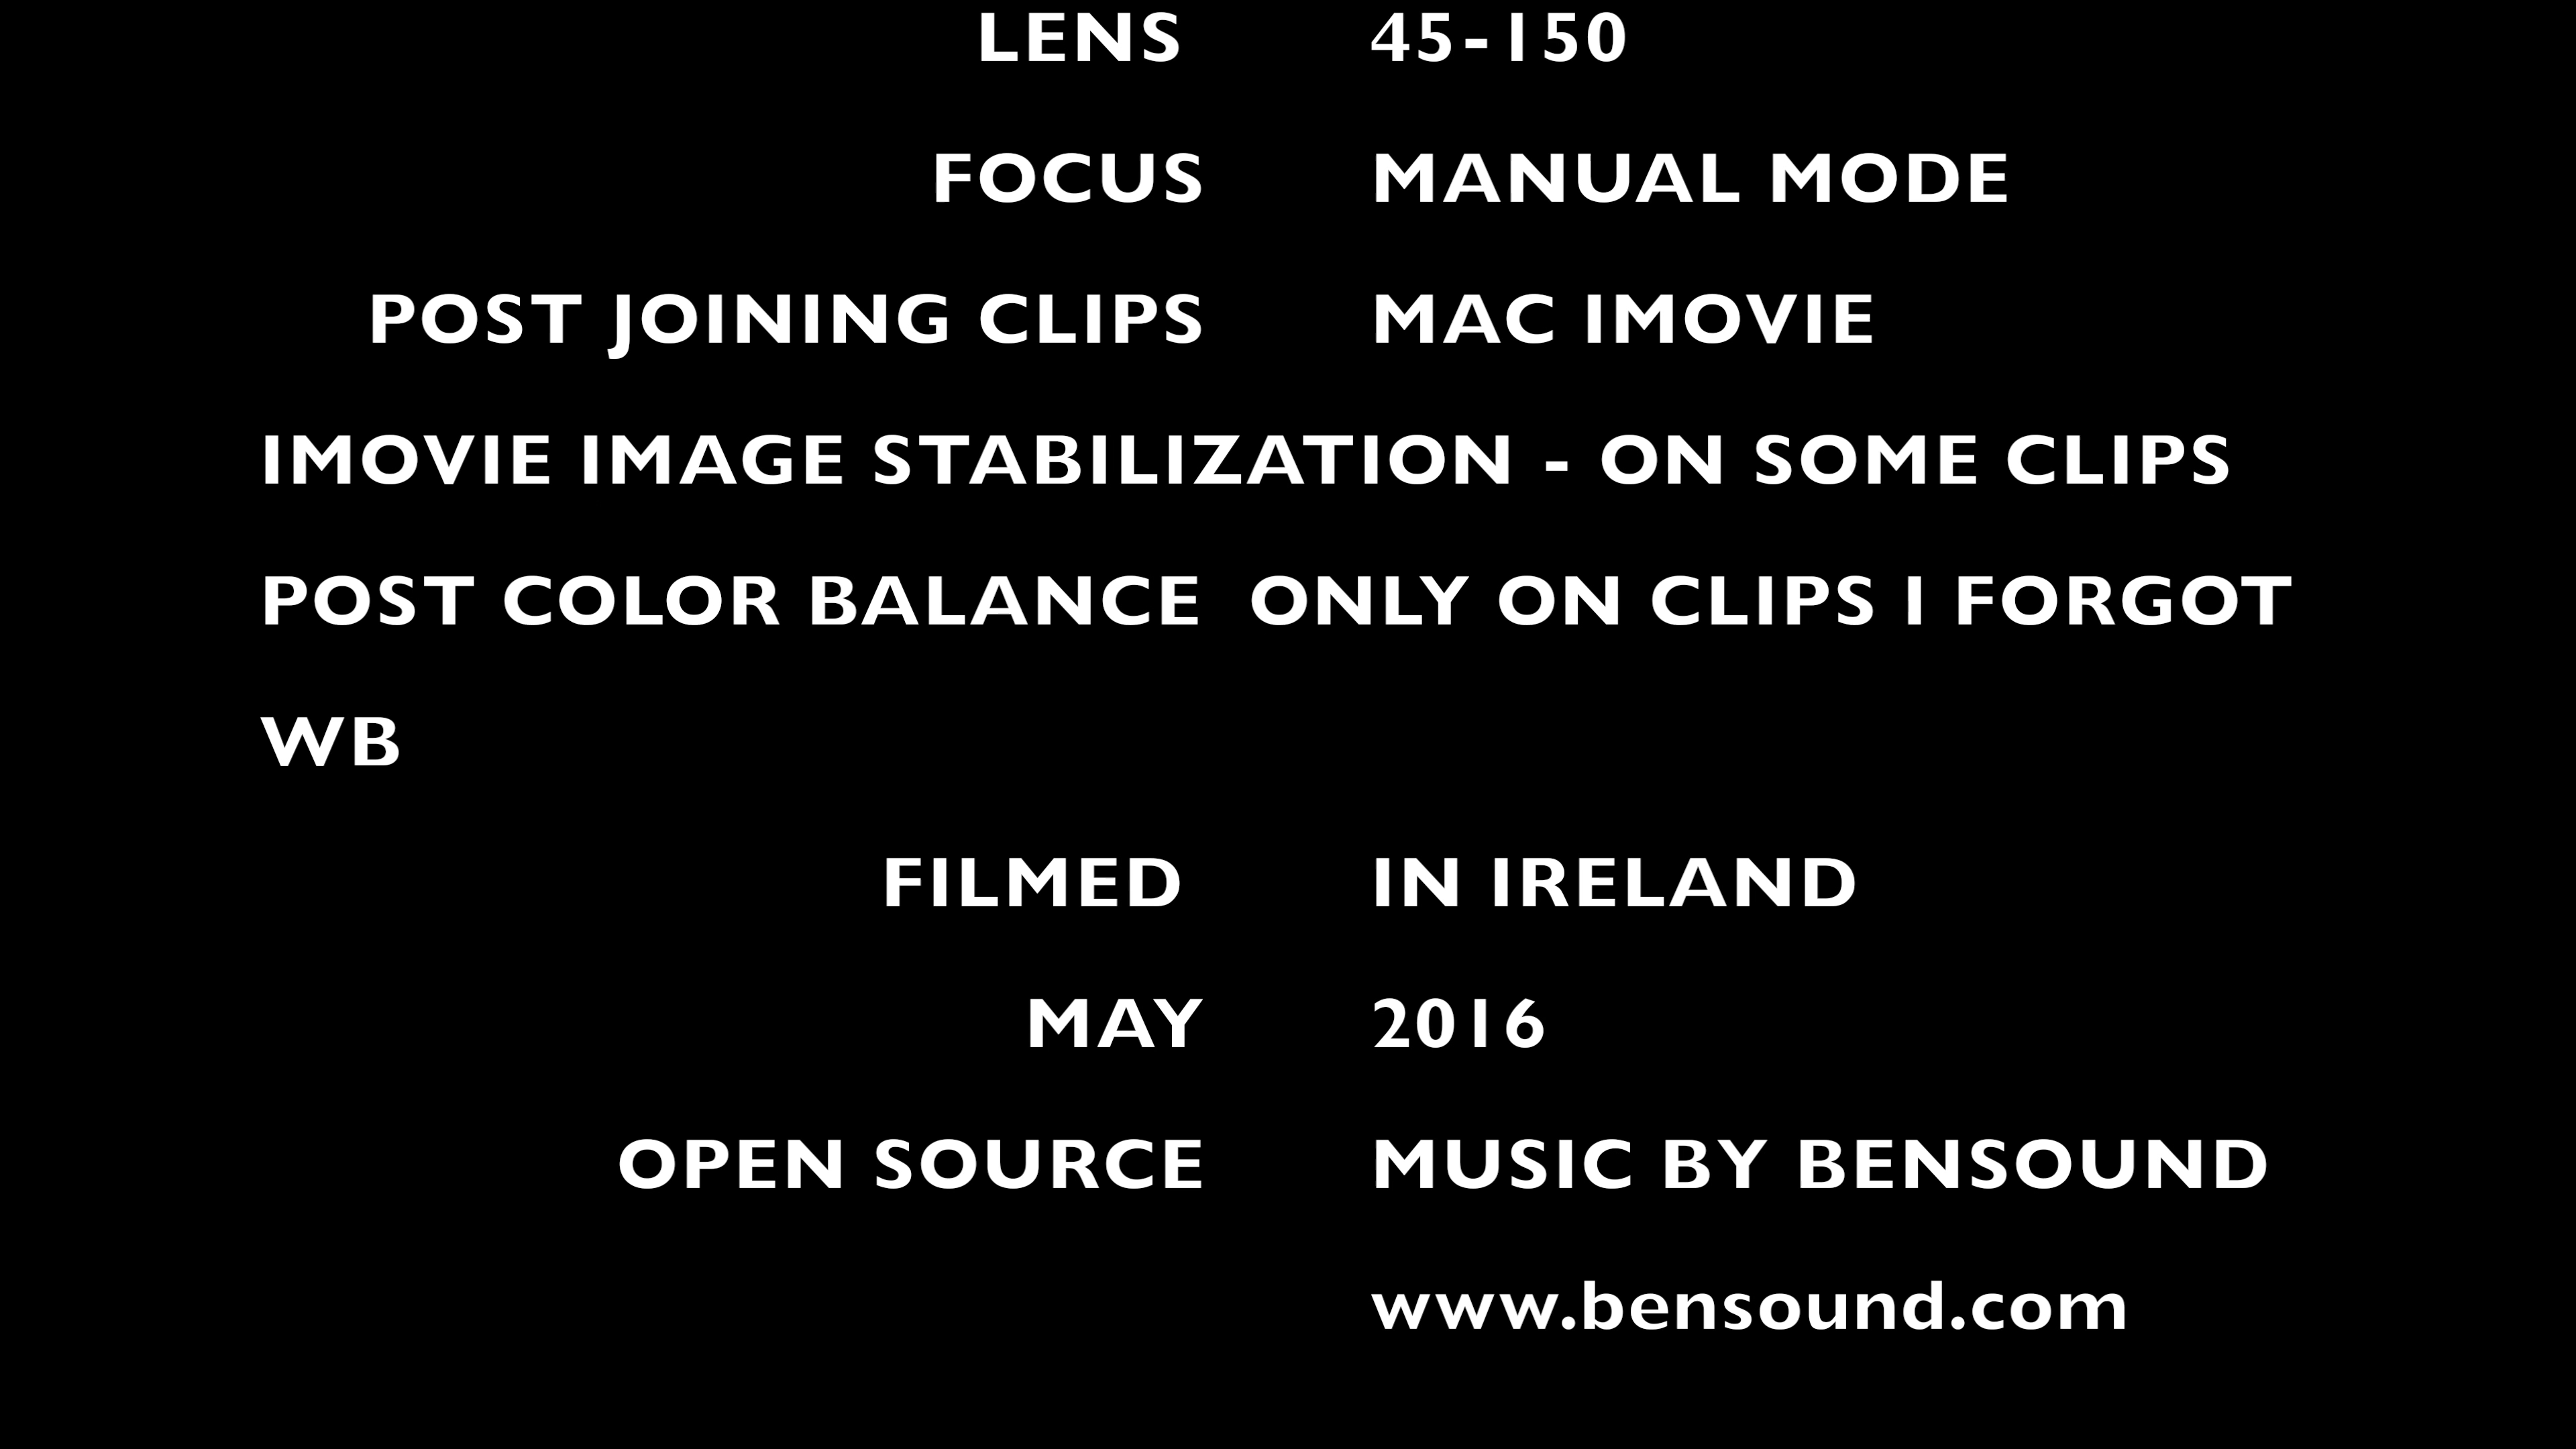 LENS 45-150
FOCUS MANUAL MODE
POST JOINING CLIPS MAC IMOVIE
IMOVIE IMAGE STABILIZATION - ON SOME CLIPS
POST COLOR BALANCE ONLY ON CLIPS I FORGOT
WB
FILMED IN IRELAND
MAY 2016
OPEN SOURCE MUSIC BY BENSOUND
www.bensound.com